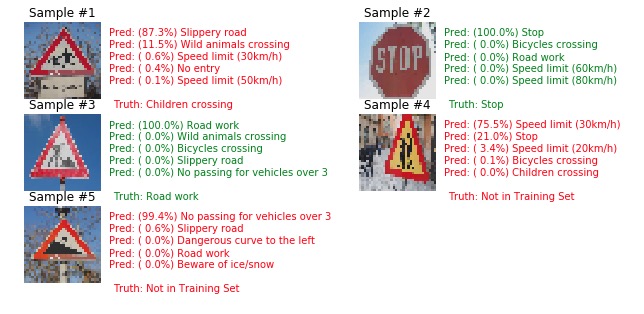 Sample #1
Pred: (87.3%) Slippery road
Pred: (11.5%) Wild animals crossing
Pred: ( 0.6%) Speed limit (30km/h)
Pred: ( 0.4%) No entry
Pred: ( 0.1%) Speed limit (50km/h)
Truth: Children crossing
Sample #2
STOP
Pred: (100.0%) Stop
Pred: ( 0.0%) Bicycles crossing
Pred: ( 0.0%) Road work
Pred: ( 0.0%) Speed limit (60km/h)
Pred: ( 0.0%) Speed limit (80km/h)
Truth: Stop
Sample #3
Pred: (100.0%) Road work
Pred: ( 0.0%) Wild animals crossing
Pred: ( 0.0%) Bicycles crossing
Pred: ( 0.0%) Slippery road
Pred: ( 0.0%) No passing for vehicles over 3
Truth: Road work
Sample #4
Pred: (75.5%) Speed limit (30km/h)
Pred: (21.0%) Stop
Pred: ( 3.4%) Speed limit (20km/h)
Pred: ( 0.1%) Bicycles crossing
Pred: ( 0.0%) Children crossing
Truth: Not in Training Set
Sample #5
Pred: (99.4%) No passing for vehicles over 3
Pred: ( 0.6%) Slippery road
Pred: ( 0.0%) Dangerous curve to the left
Pred: ( 0.0%) Road work
Pred: ( 0.0%) Beware of ice/snow
Truth: Not in Training Set